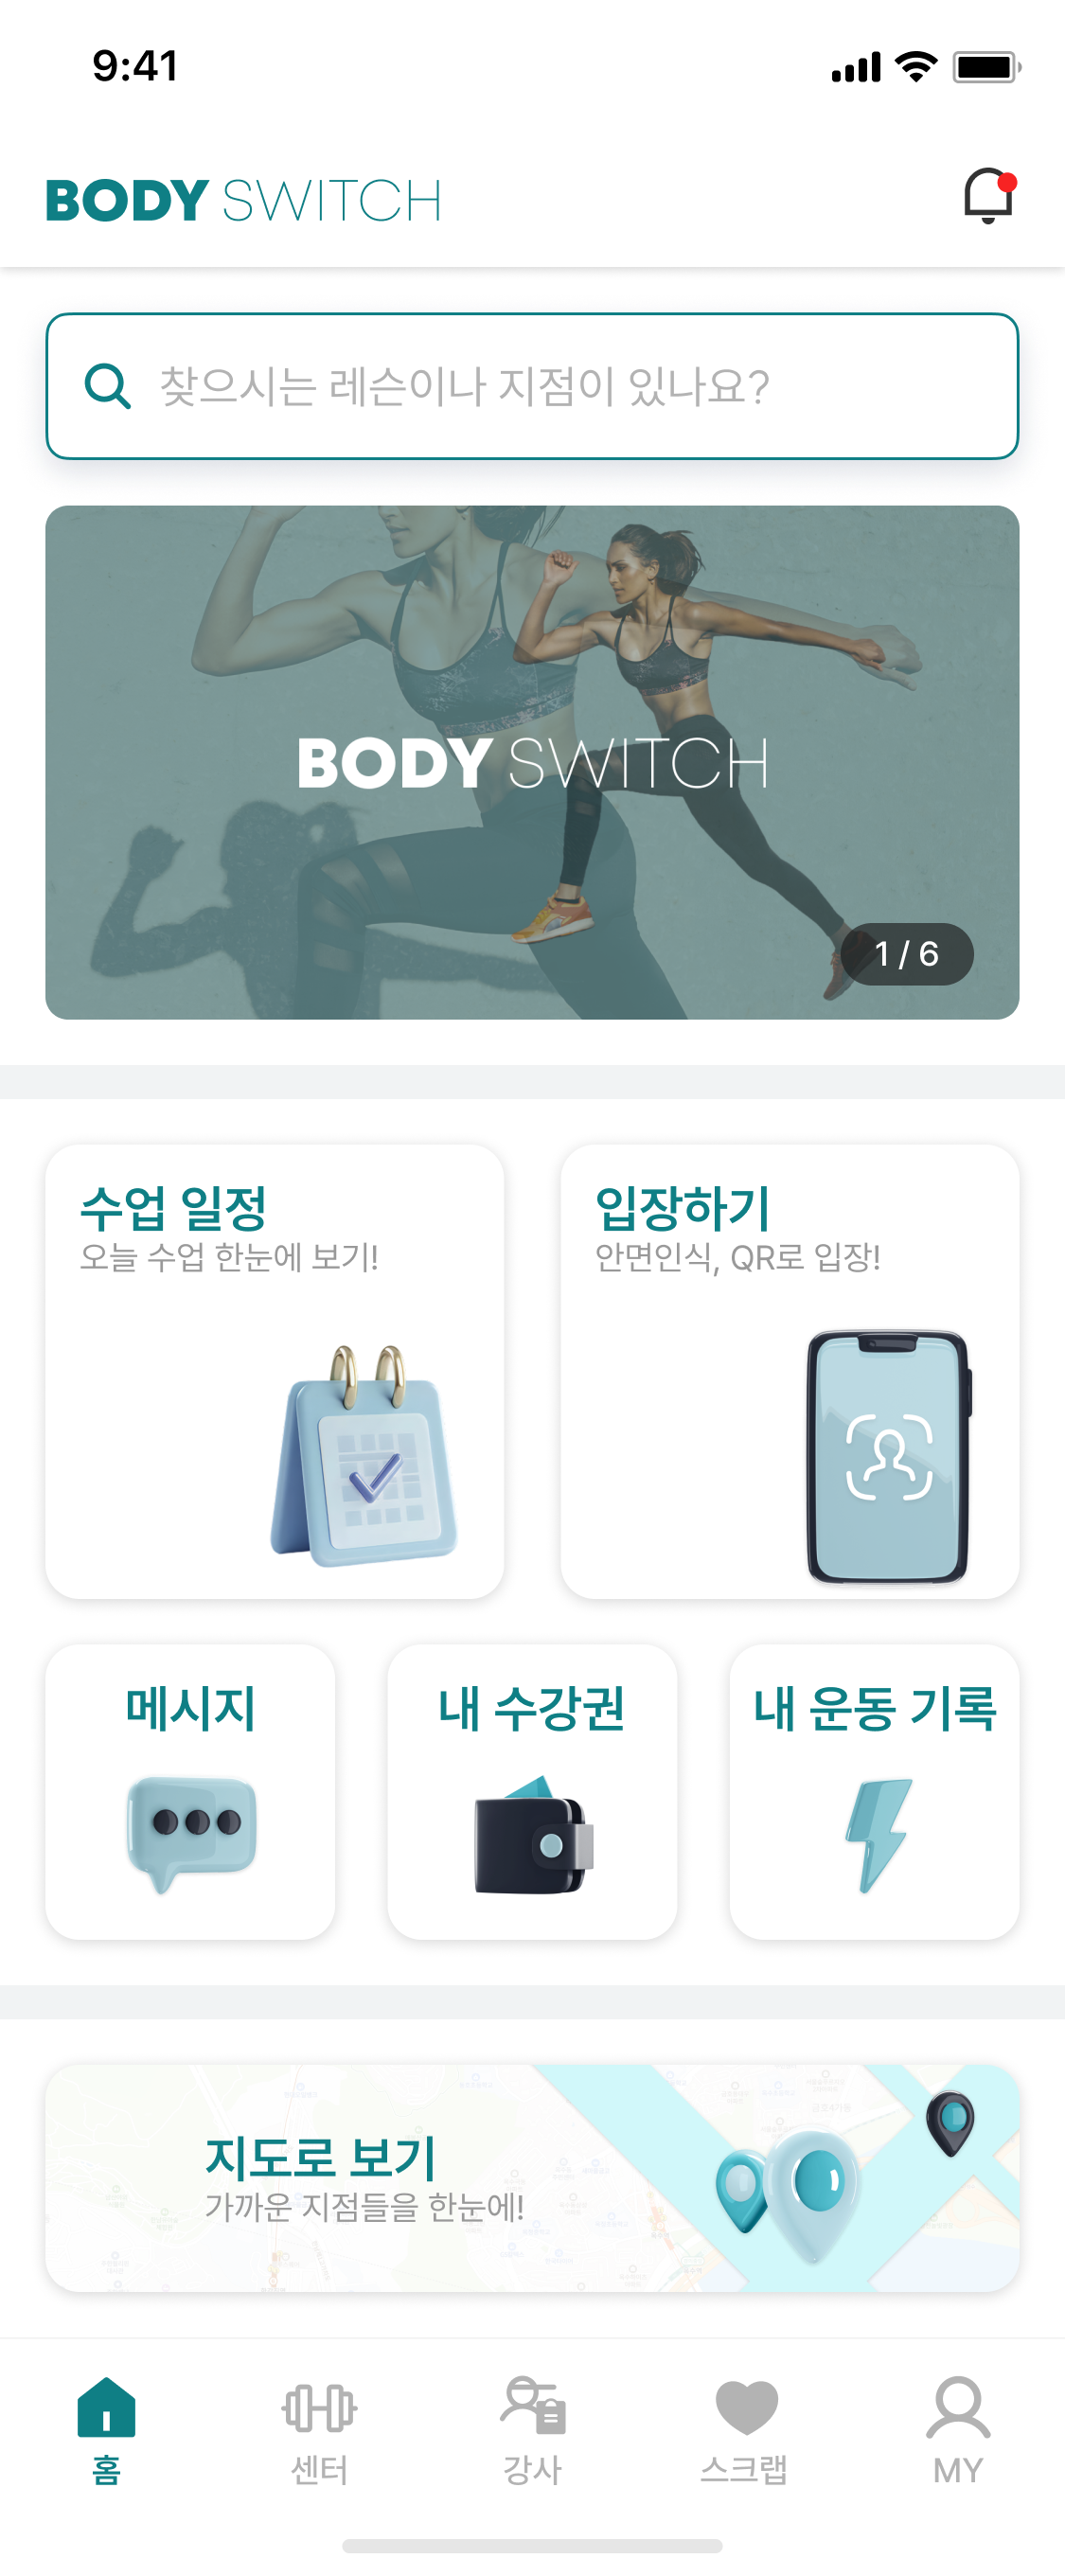 9:41
BODY SWITCH
찾으시는 레슨이나 지점이 있나요?
BODY SWITCH
1 / 6
수업 일정
오늘 수업 한눈에 보기!
입장하기
안면인식, QR로 입장!
메시지
내 수강권
내 운동 기록
지도로 보기
가까운 지점들을 한눈에!
홈
센터
강사
스크랩
MY